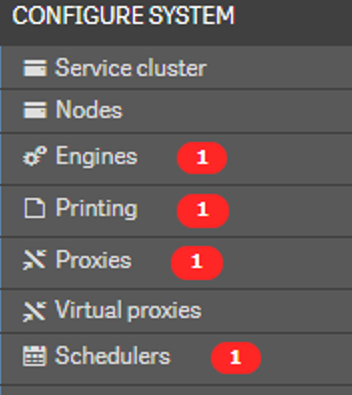 CONFIGURE SYSTEM
Service cluster
Nodes
Engines 1
Printing 1
Proxies 1
Virtual proxies
Schedulers 1